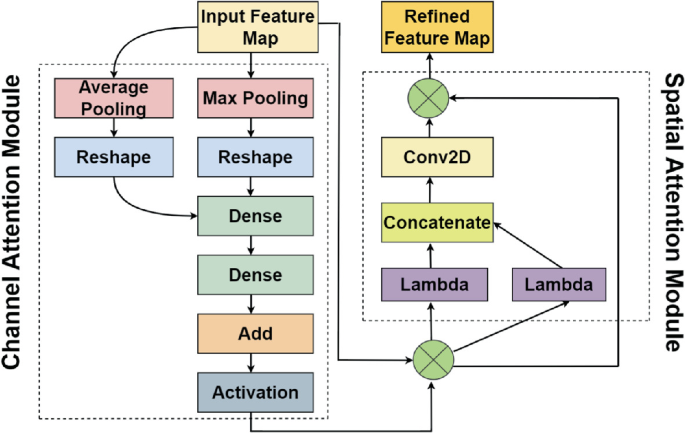 Input Feature
Map
Refined
Feature Map
Channel Attention Module
Average
Pooling
Max Pooling
Reshape
Reshape
Dense
Dense
Add
Activation
Spatial Attention Module
Conv2D
Concatenate
Lambda
Lambda